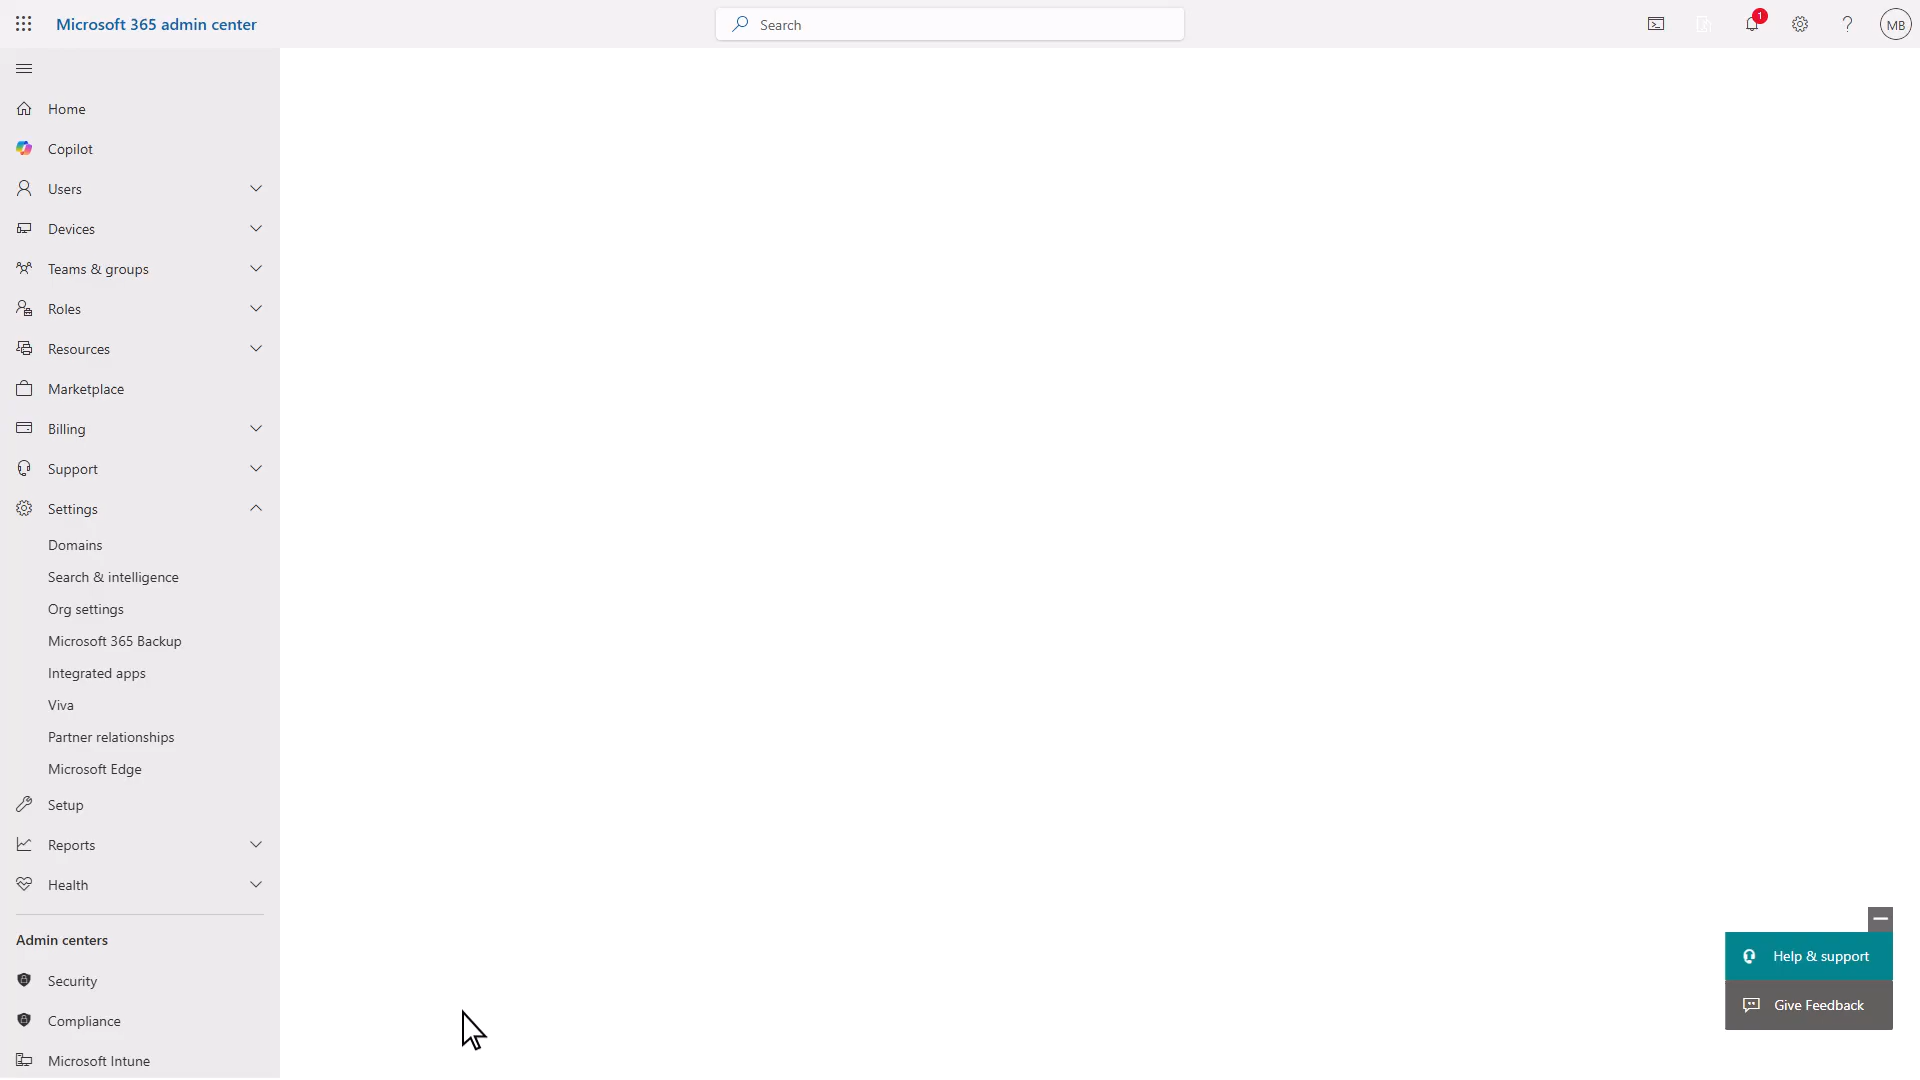 Microsoft 365 admin center
Search
1
MB
Home
Copilot
Users
Devices
Teams & groups
Roles
Resources
Marketplace
Billing
Support
Settings
Domains
Search & intelligence
Org settings
Microsoft 365 Backup
Integrated apps
Viva
Partner relationships
Microsoft Edge
Setup
Reports
Health
Admin centers
Security
Compliance
Microsoft Intune
Help & support
Give Feedback